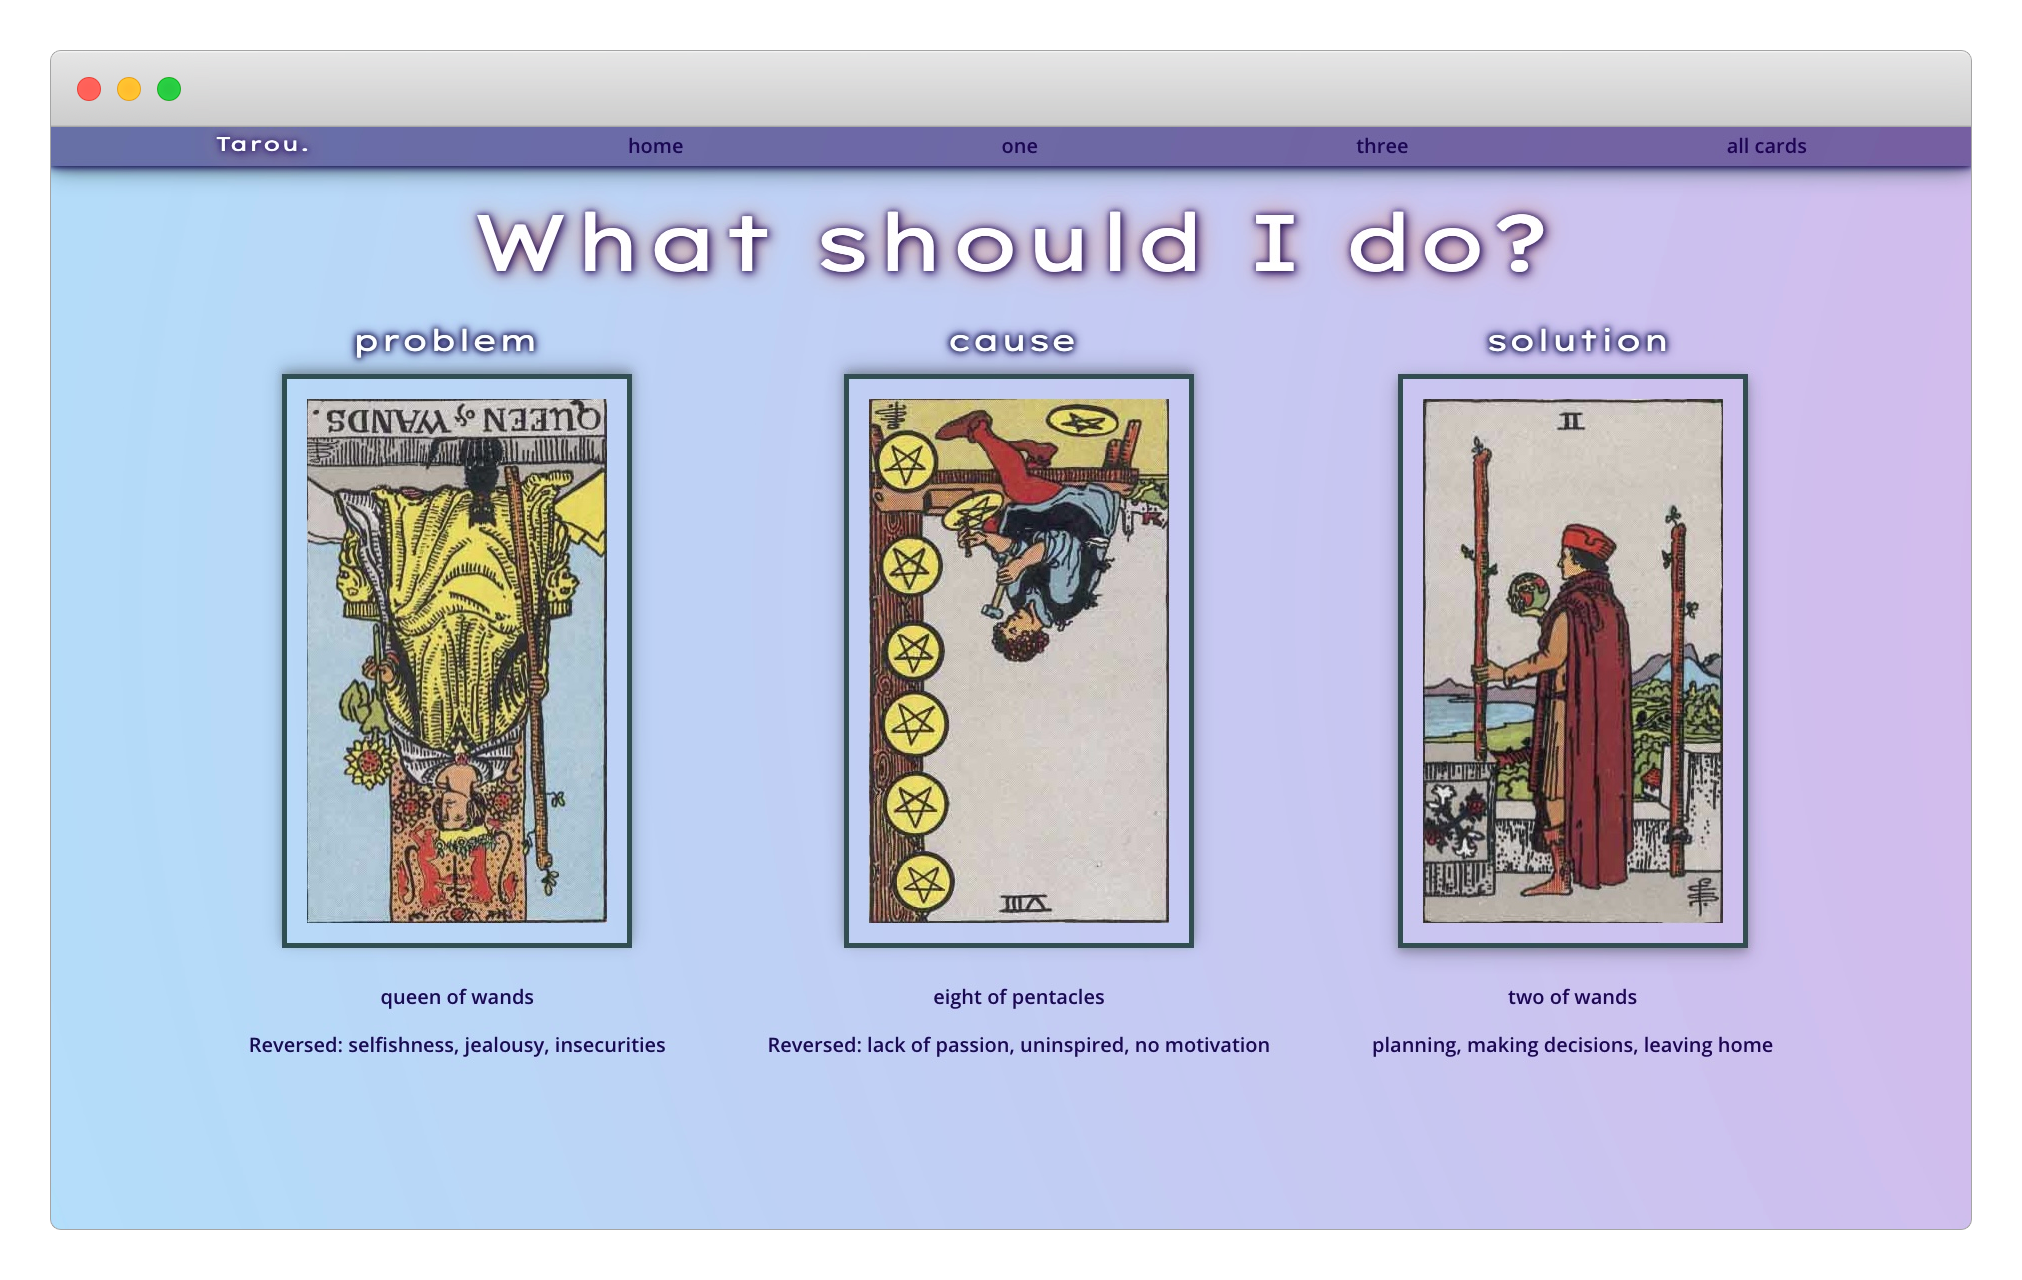 Tarou. home one three all cards
What should I do?
problem cause solution
QUEEN of WANDS.
VIII
II
queen of wands eight of pentacles two of wands
Reversed: selfishness, jealousy, insecurities Reversed: lack of passion, uninspired, no motivation planning, making decisions, leaving home